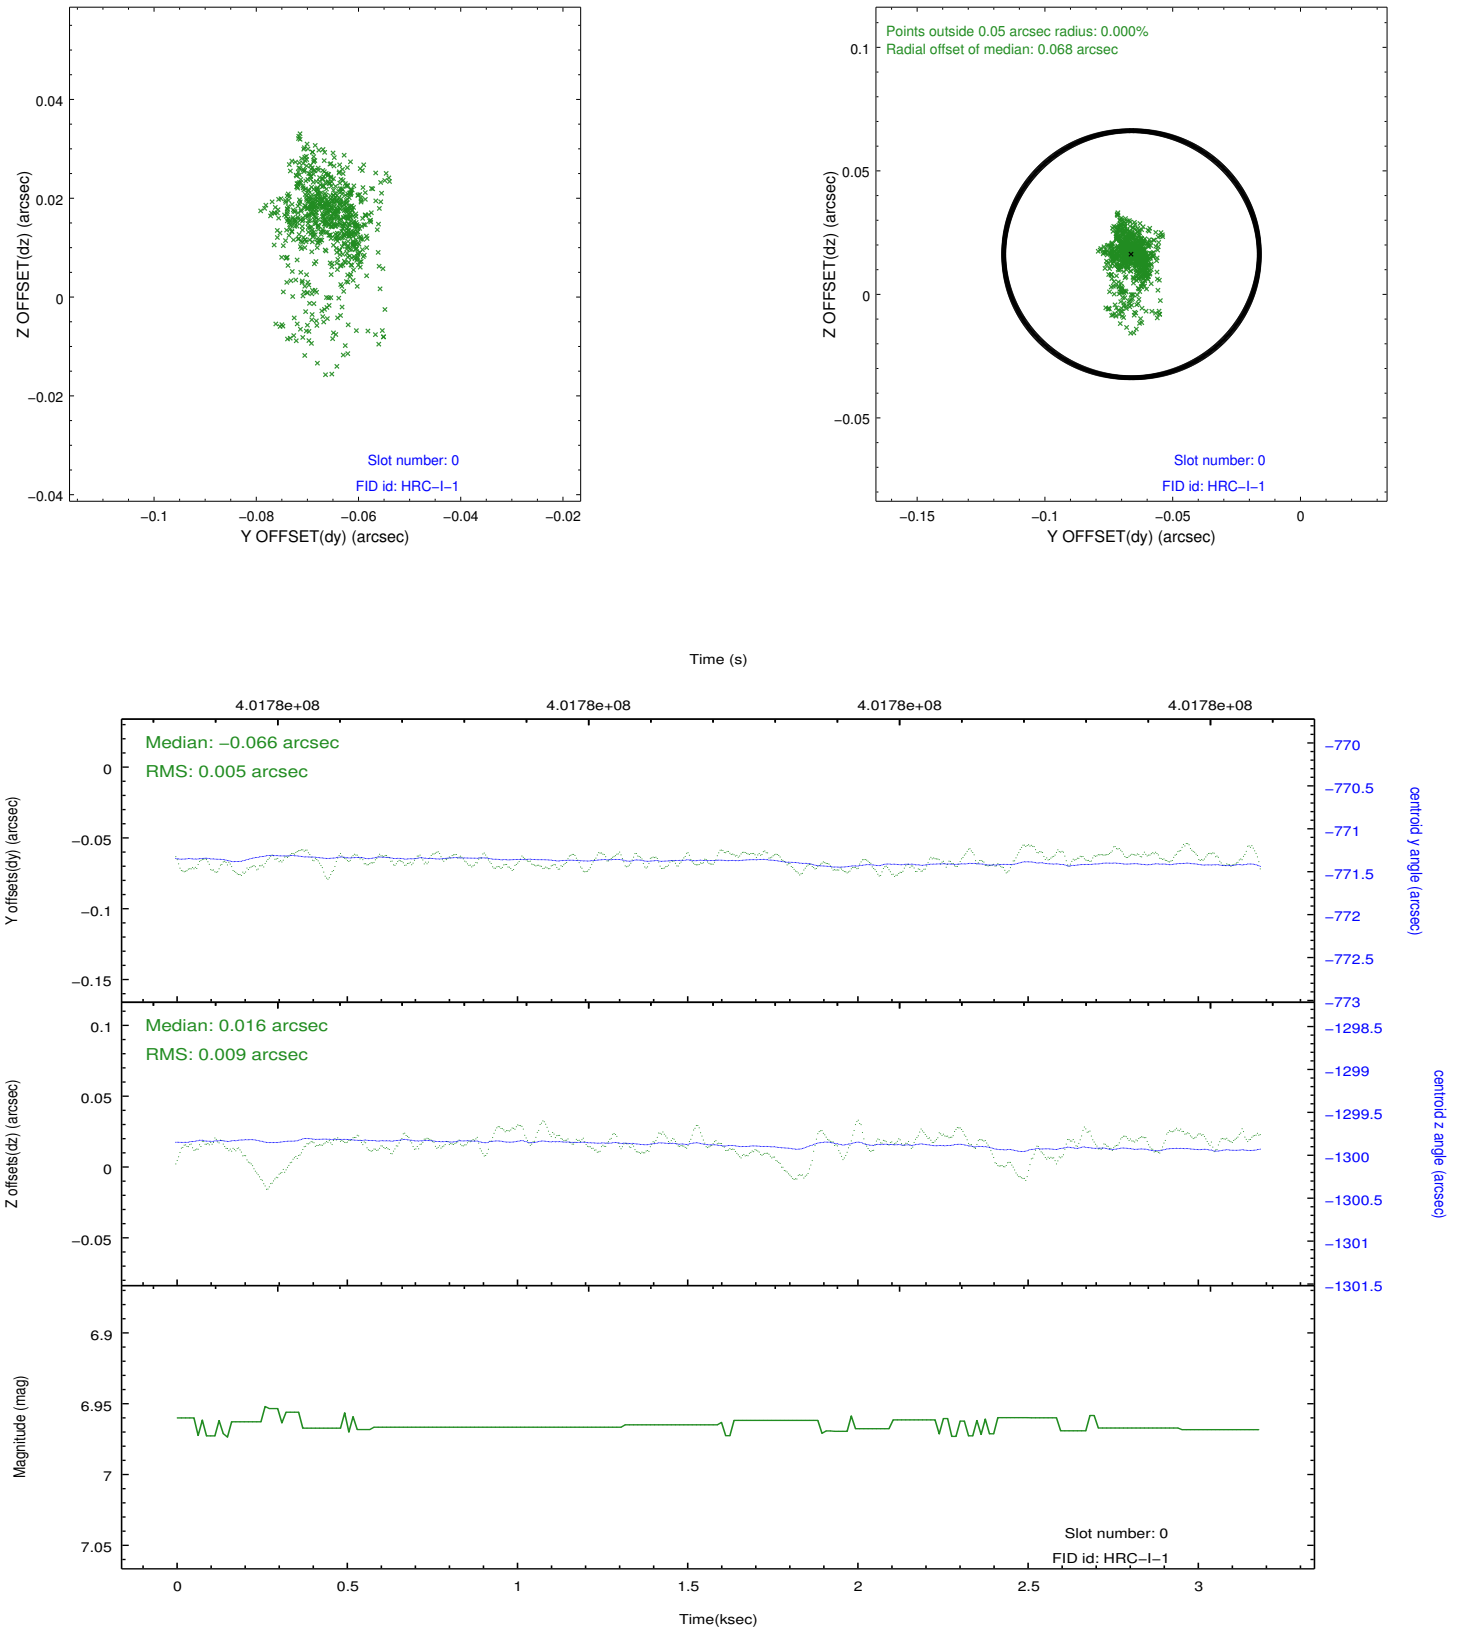 0.04
0.02
0
−0.02
−0.04
Z OFFSET(dz) (arcsec)
Slot number: 0
FID id: HRC−I−1
−0.1
−0.08
−0.06
−0.04
−0.02
Y OFFSET(dy) (arcsec)
Points outside 0.05 arcsec radius: 0.000%
Radial offset of median: 0.068 arcsec
0.1
0.05
0
−0.05
Z OFFSET(dz) (arcsec)
Slot number: 0
FID id: HRC−I−1
−0.15
−0.1
−0.05
0
Y OFFSET(dy) (arcsec)
Time (s)
4.0178e+08
4.0178e+08
4.0178e+08
4.0178e+08
Median: −0.066 arcsec
RMS: 0.005 arcsec
0
−0.05
−0.1
−0.15
Y offsets(dy) (arcsec)
−770
−770.5
−771
−771.5
−772
−772.5
−773
centroid y angle (arcsec)
Median: 0.016 arcsec
RMS: 0.009 arcsec
0.1
0.05
0
−0.05
Z offsets(dz) (arcsec)
−1298.5
−1299
−1299.5
−1300
−1300.5
−1301
−1301.5
centroid z angle (arcsec)
6.9
6.95
7
7.05
Magnitude (mag)
Slot number: 0
FID id: HRC−I−1
0
0.5
1
1.5
2
2.5
3
Time(ksec)